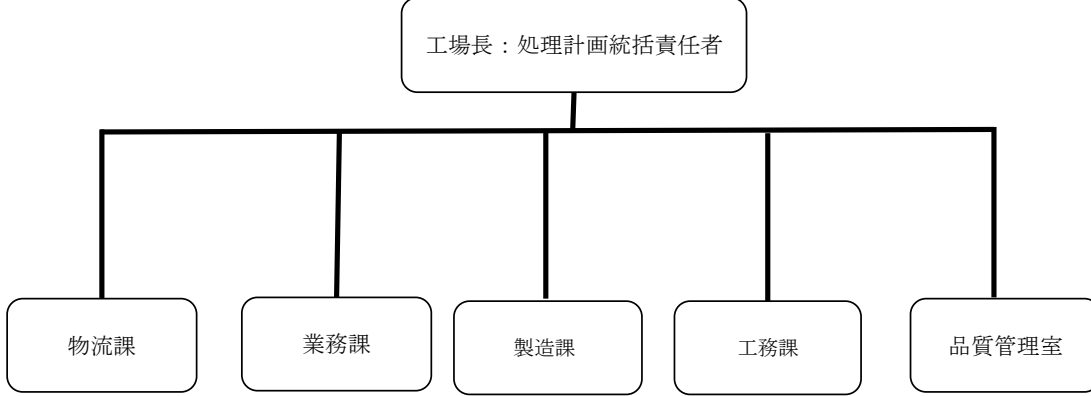 工場長：処理計画統括責任者
物流課
業務課
製造課
工務課
品質管理室